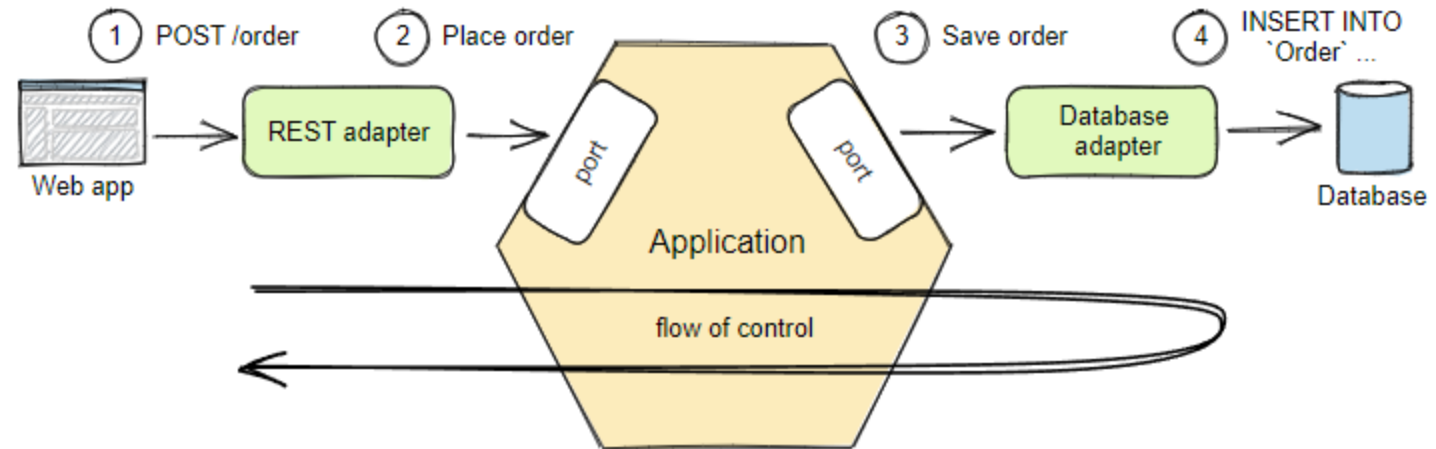 1 POST /order
2 Place order
3 Save order
4 INSERT INTO
`Order` ...
REST adapter
port
port
Database
adapter
Web app
Database
Application
flow of control